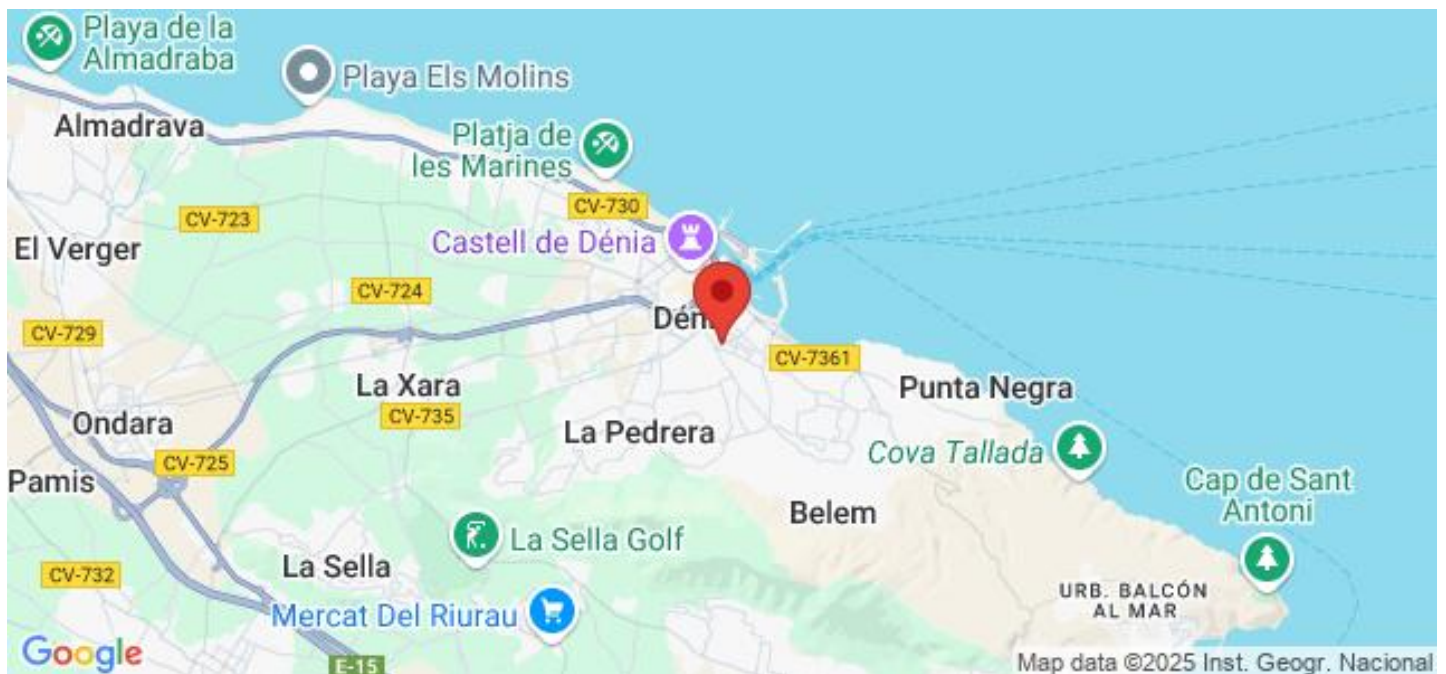 Playa de la
Almadraba
Playa Els Molins
Almadrava
Platja de
les Marines
CV-730
CV-723
El Verger
Castell de Dénia
CV-724
Déni
CV-729
CV-7361
La Xara
Punta Negra
CV-735
Ondara
La Pedrera
Cova Tallada
CV-725
Pamis
Cap de Sant
Antoni
Belem
La Sella Golf
La Sella
CV-732
URB. BALCÓN
AL MAR
Mercat Del Riurau
Google
E-15
Map data ©2025 Inst. Geogr. Nacional